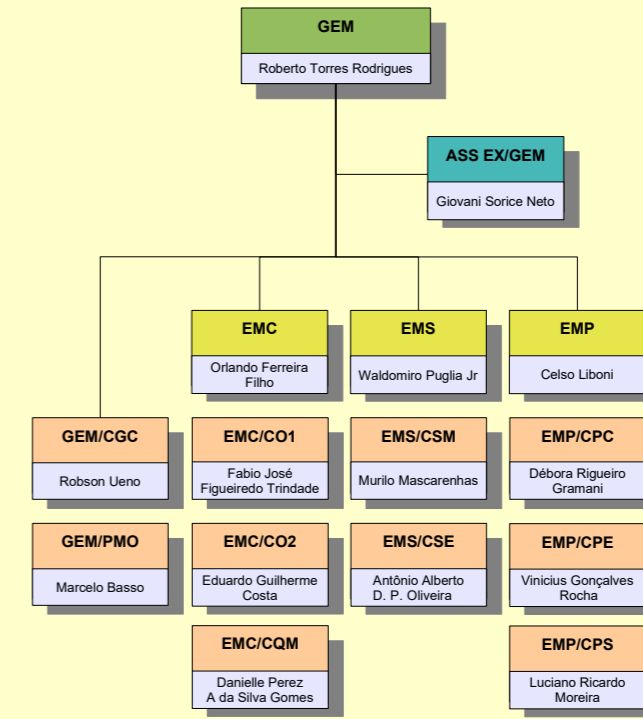 GEM
Roberto Torres Rodrigues
ASS EX/GEM
Giovani Sorice Neto
EMC
Orlando Ferreira
Filho
EMS
Waldomiro Puglia Jr
EMP
Celso Liboni
GEM/CGC
Robson Ueno
EMC/CO1
Fabio José
Figueiredo Trindade
EMS/CSM
Murilo Mascarenhas
EMP/CPC
Débora Rigueiro
Gramani
GEM/PMO
Marcelo Basso
EMC/CO2
Eduardo Guilherme
Costa
EMS/CSE
Antônio Alberto
D. P. Oliveira
EMP/CPE
Vinicius Gonçalves
Rocha
EMC/CQM
Danielle Perez
A da Silva Gomes
EMP/CPS
Luciano Ricardo
Moreira